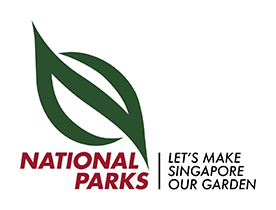 NATIONAL
PARKS
LET'S MAKE
SINGAPORE
OUR GARDEN